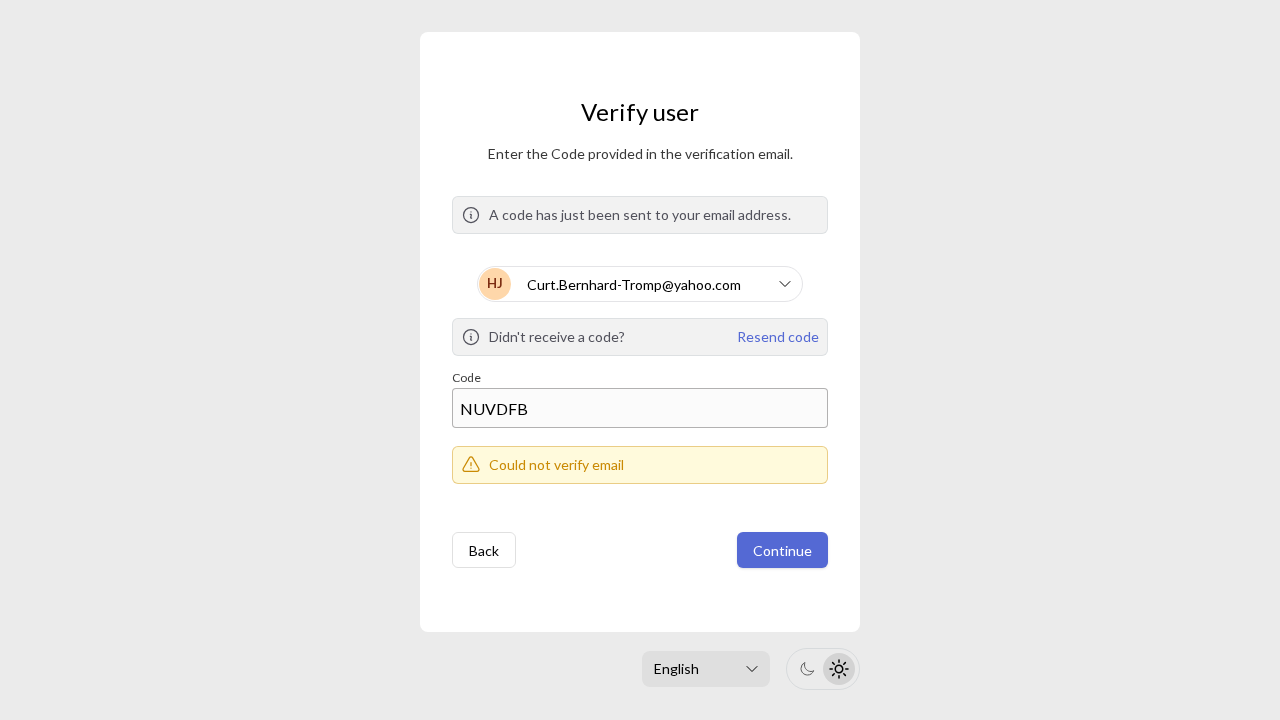 Verify user
Enter the Code provided in the verification email.
A code has just been sent to your email address.
HJ Curt.Bernhard-Tromp@yahoo.com
Didn't receive a code? Resend code
Code
NUVDFB
Could not verify email
Back Continue
English